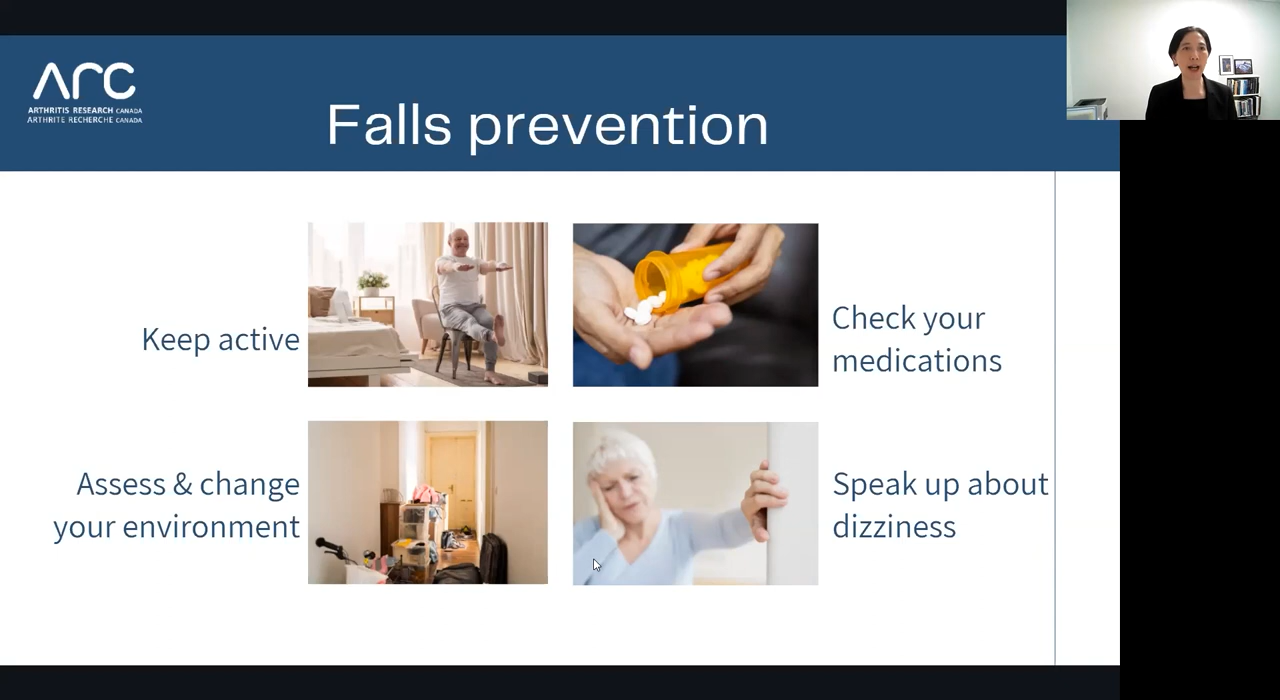 ARC
ARTHRITIS RESEARCH CANADA
ARTHRITE RECHERCHE CANADA
Falls prevention
Keep active
Check your
medications
Assess & change
your environment
Speak up about
dizziness